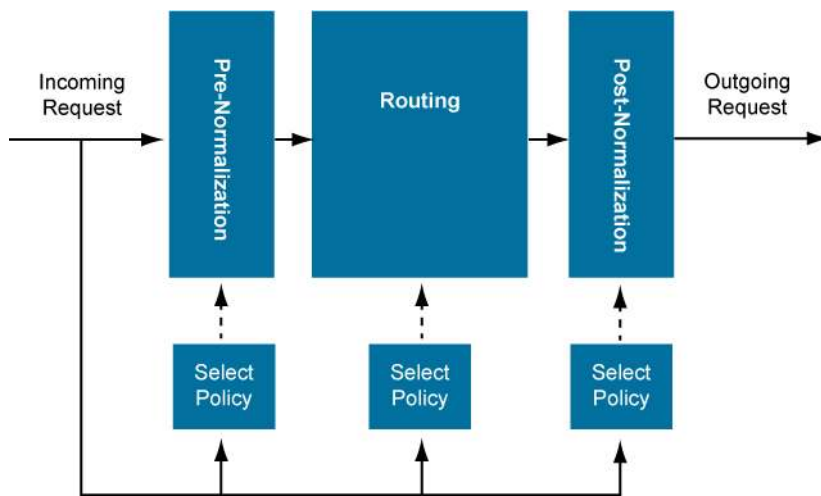 Incoming
Request
Pre-Normalization
Routing
Post-Normalization
Outgoing
Request
Select
Policy
Select
Policy
Select
Policy